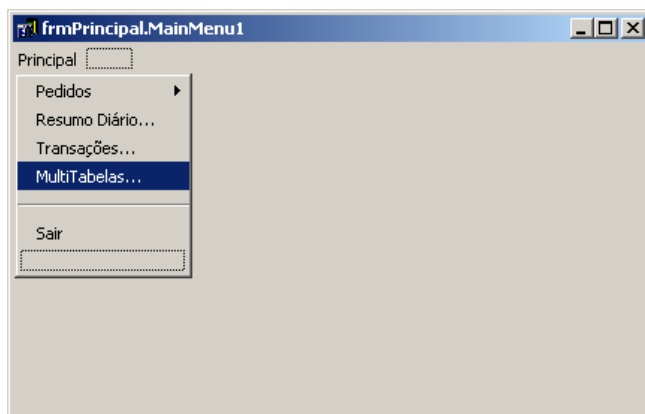 frmPrincipal.MainMenu1
Principal
Pedidos
Resumo Diário...
Transações...
MultiTabelas...
Sair